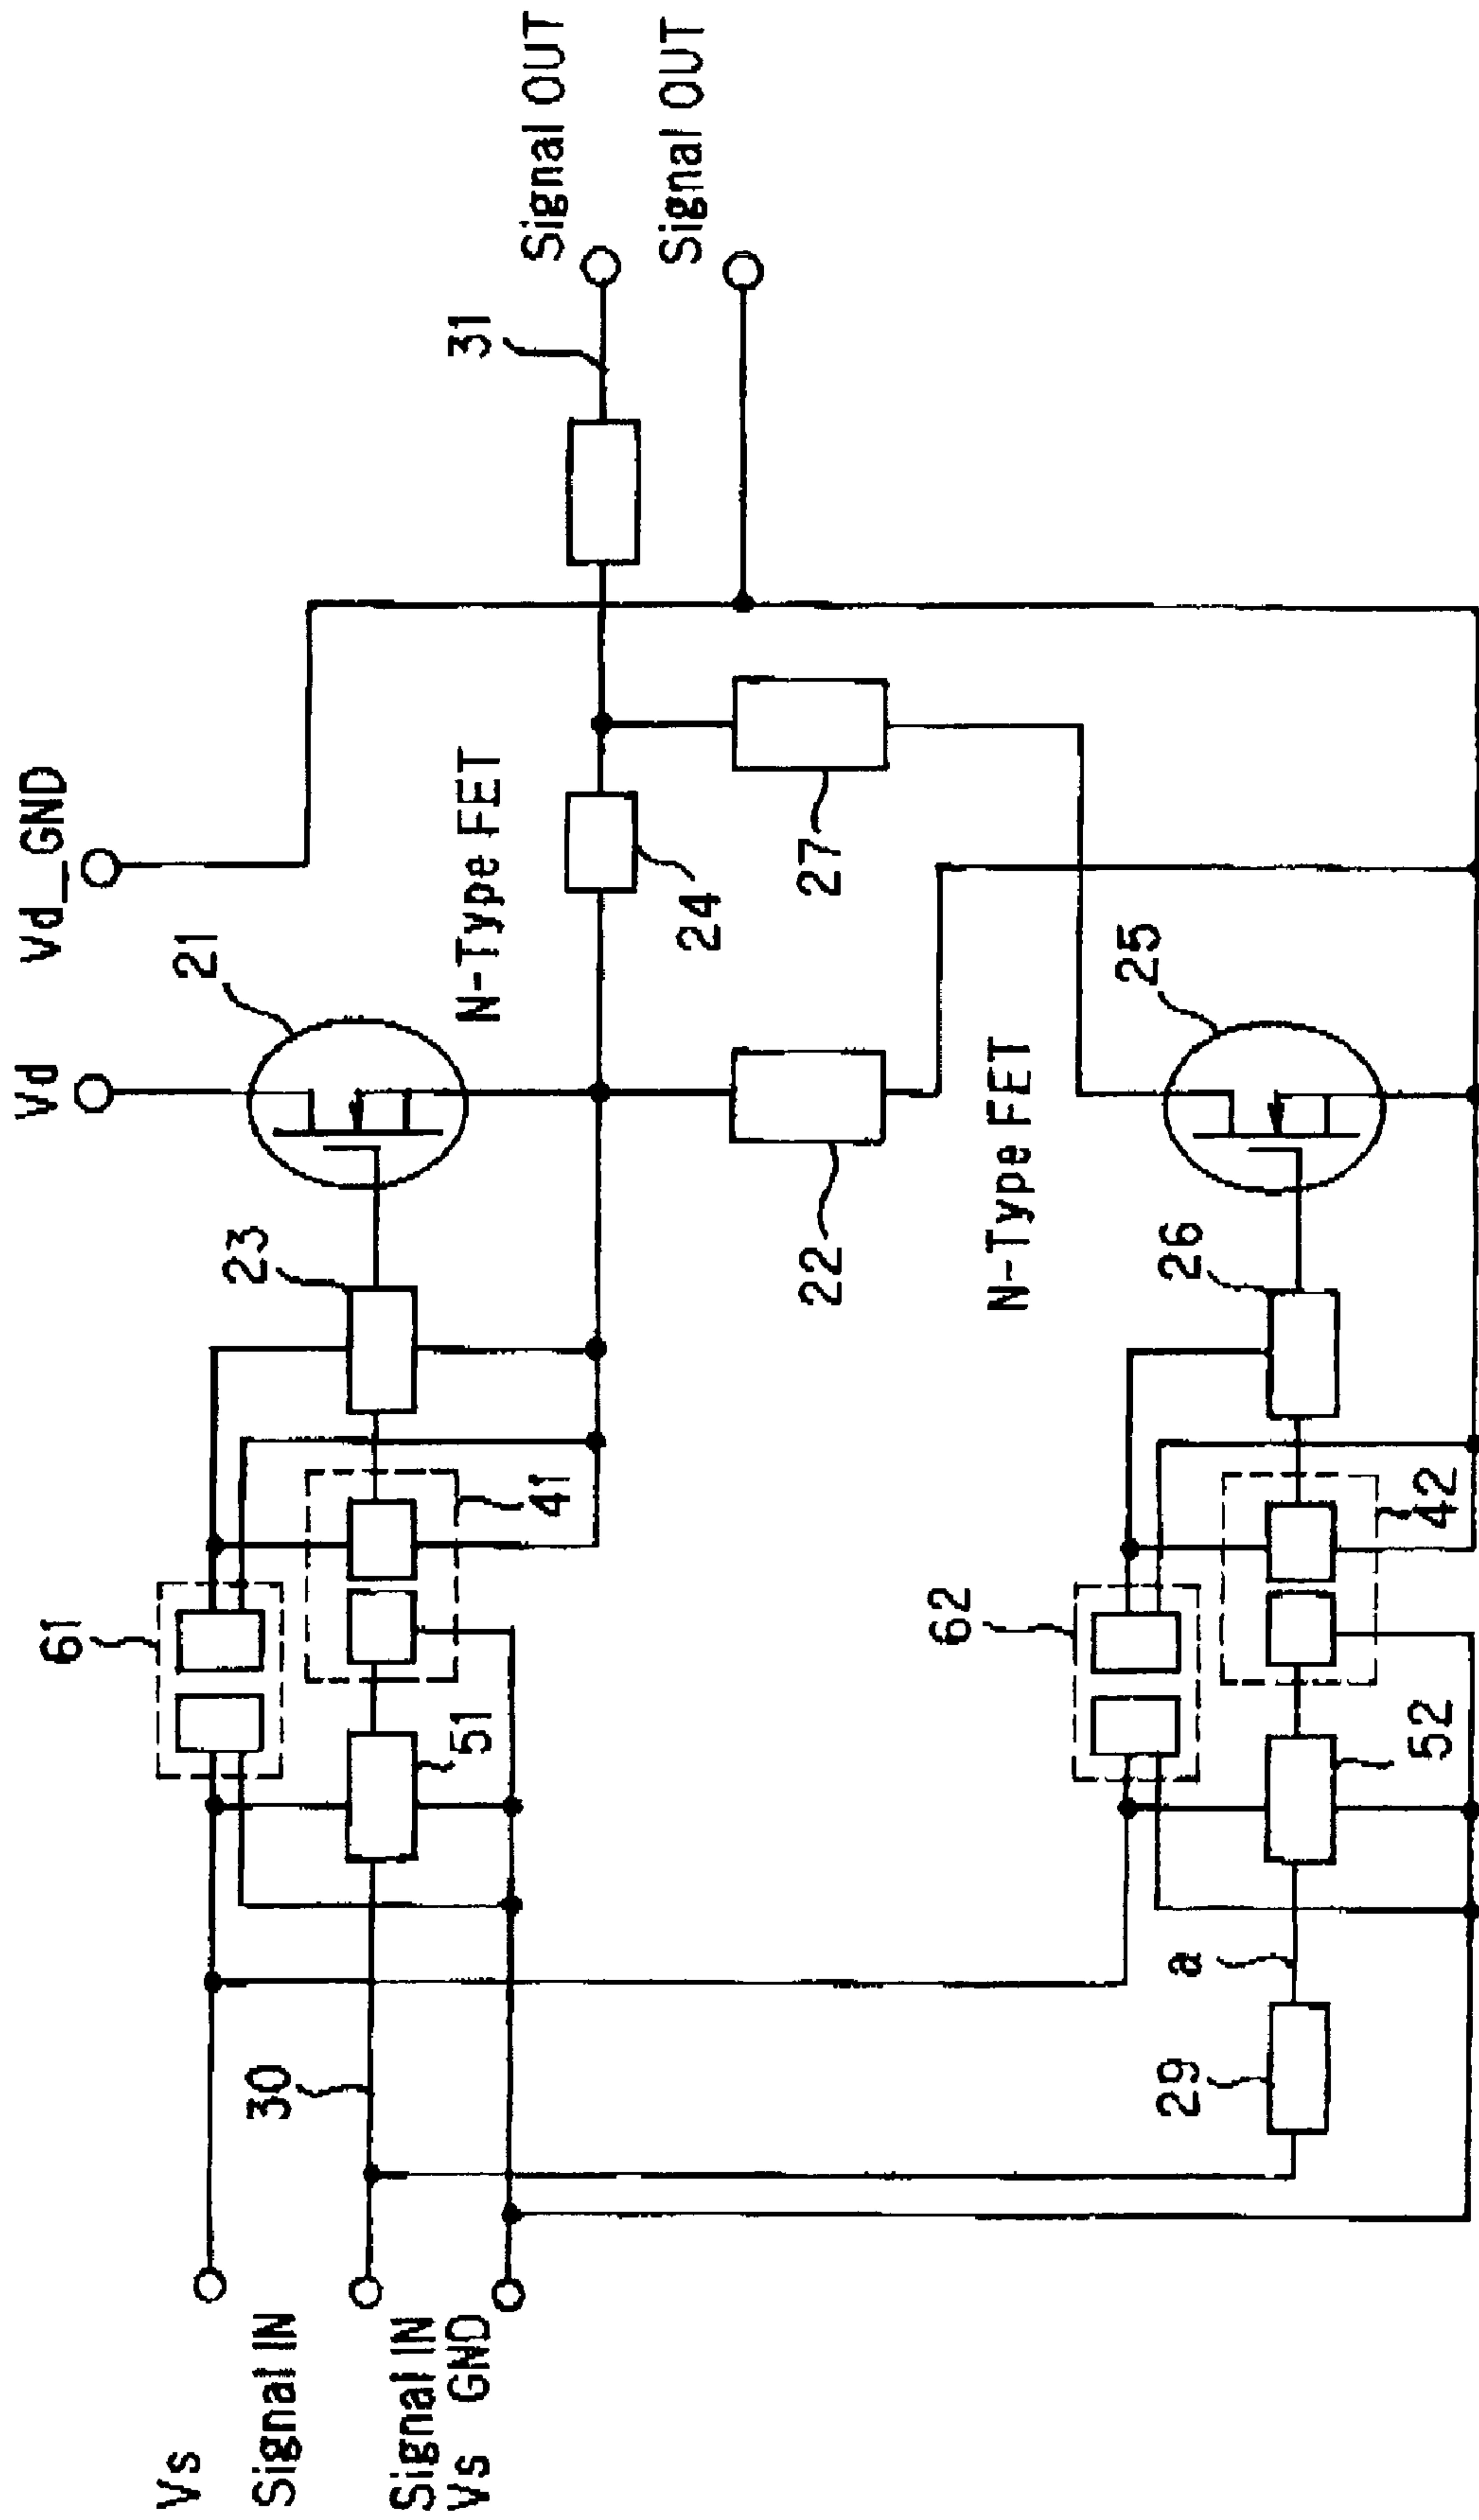 Vd_GND
Vd
21
N-Type FET
23
61
41
51
30
Vs
Signal IN
Signal IN
Vs GND
31
Signal OUT
Signal OUT
24
27
22
N-Type FET
25
26
62
42
52
a
29